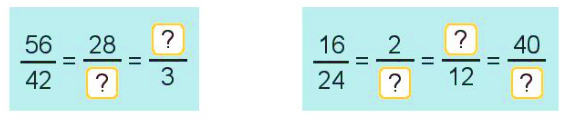 56/42 = 28/? = ?/3
16/24 = 2/? = ?/12 = 40/?